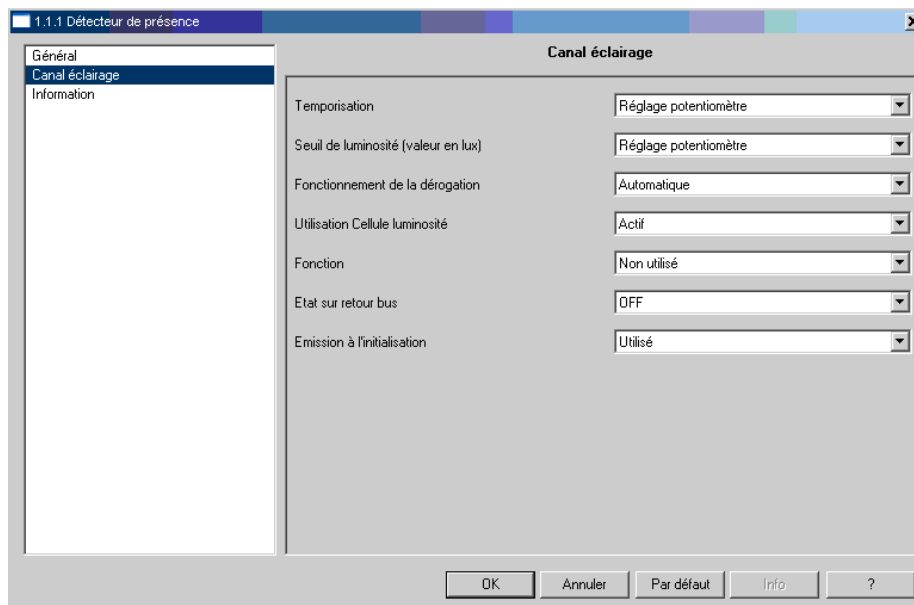 1.1.1 Détecteur de présence
Général
Canal éclairage
Information
Canal éclairage
Temporisation Réglage potentiomètre
Seuil de luminosité (valeur en lux) Réglage potentiomètre
Fonctionnement de la dérogation Automatique
Utilisation Cellule luminosité Actif
Fonction Non utilisé
Etat sur retour bus OFF
Emission à l'initialisation Utilisé
OK Annuler Par défaut Info ?